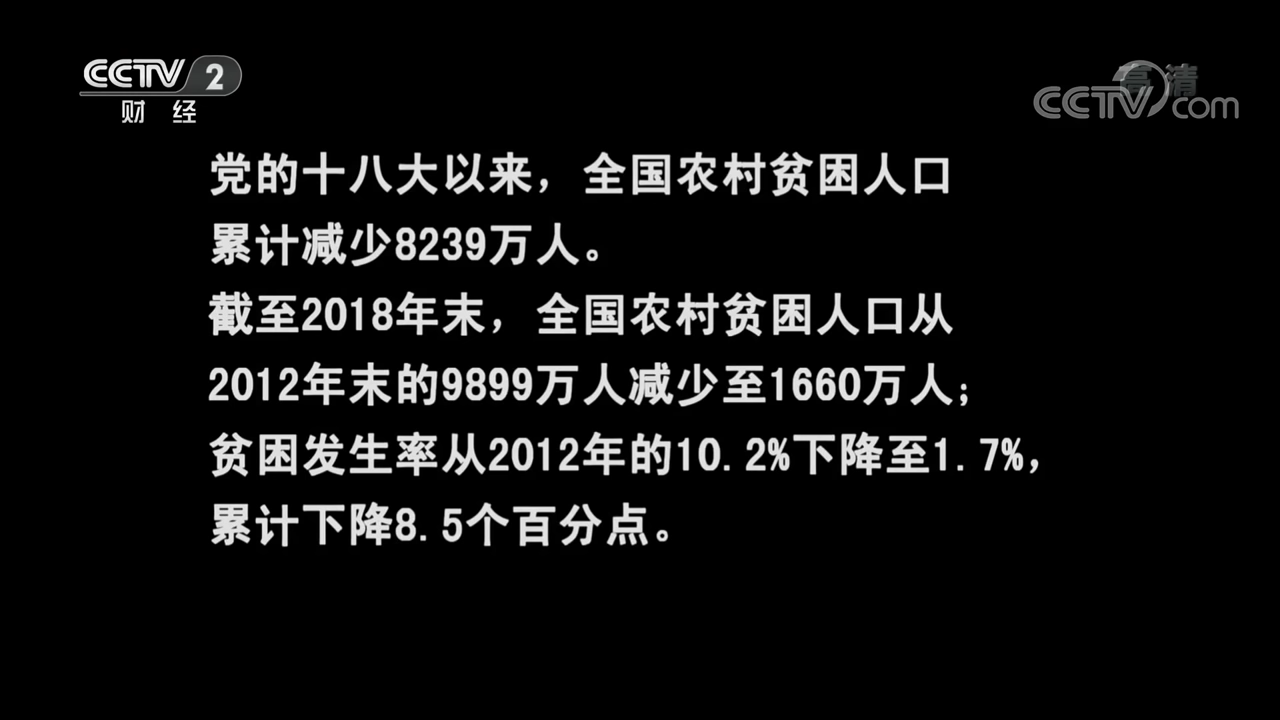 CCTV 2
财经
高清
CCTV.com
党的十八大以来，全国农村贫困人口
累计减少8239万人。
截至2018年末，全国农村贫困人口从
2012年末的9899万人减少至1660万人；
贫困发生率从2012年的10.2%下降至1.7%，
累计下降8.5个百分点。